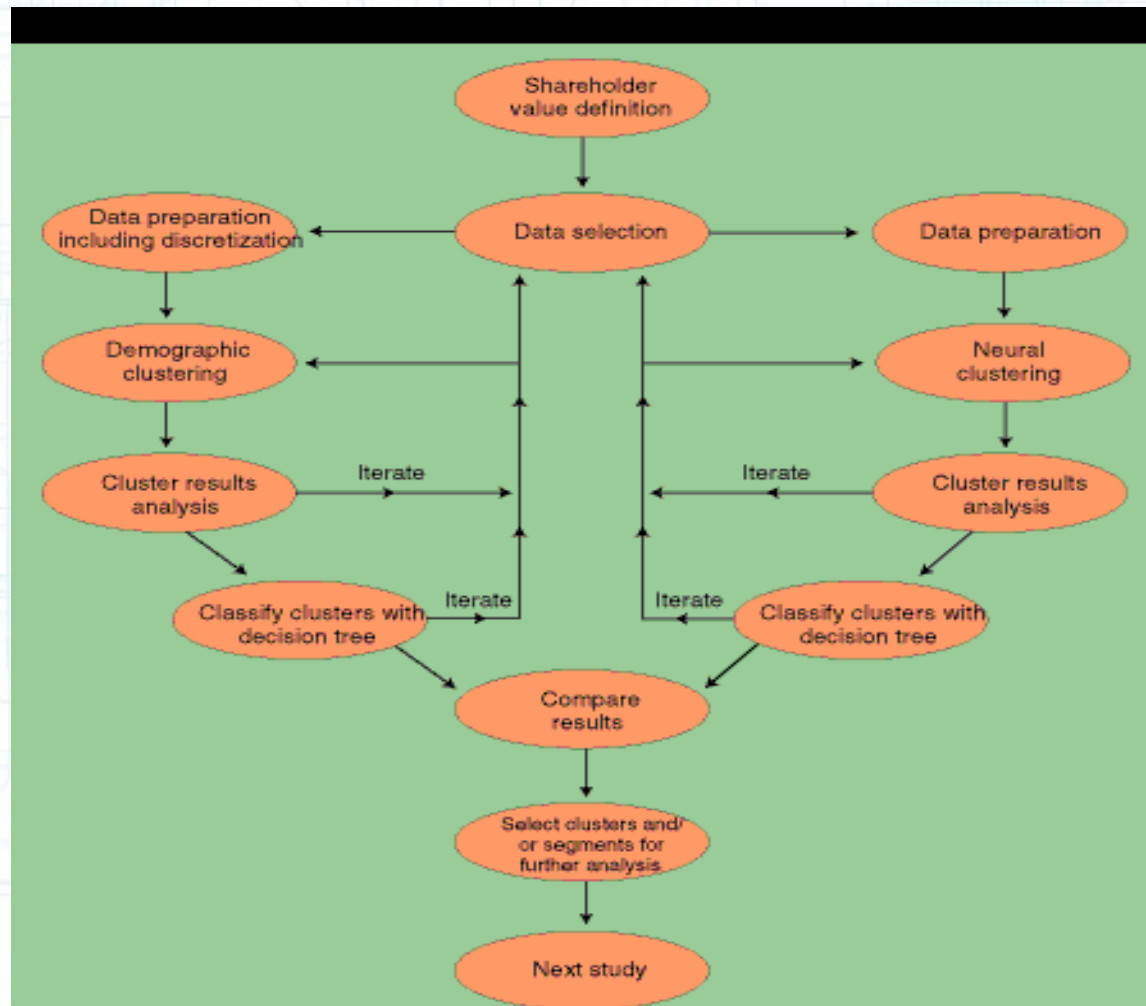 Shareholder
value definition
Data preparation
including discretization
Data selection
Data preparation
Demographic
clustering
Neural
clustering
Cluster results
analysis
Iterate
Iterate
Cluster results
analysis
Classify clusters with
decision tree
Iterate
Iterate
Classify clusters with
decision tree
Compare
results
Select clusters and/
or segments for
further analysis
Next study